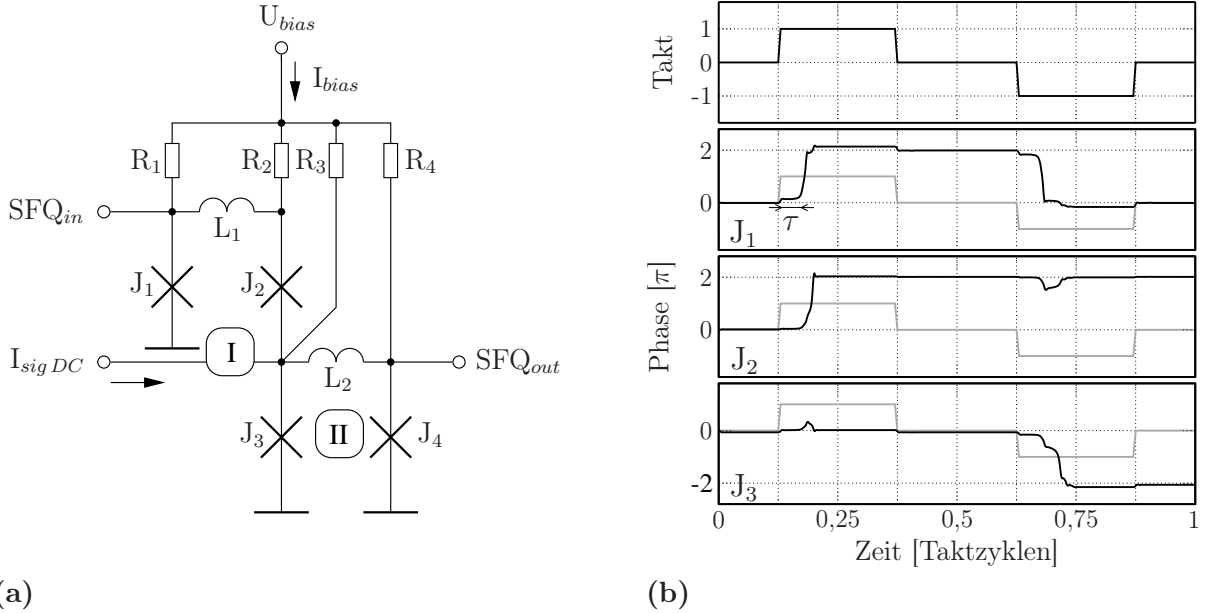 U_bias
I_bias
R_1 R_2 R_3 R_4
SFQ_in
L_1
J_1 J_2
I_sig DC
I
L_2
SFQ_out
J_3
II
J_4
(a)
Takt
1
0
-1
Phase [π]
2
0
τ
J_1
2
0
J_2
0
-2
J_3
0 0,25 0,5 0,75 1
Zeit [Taktzyklen]
(b)